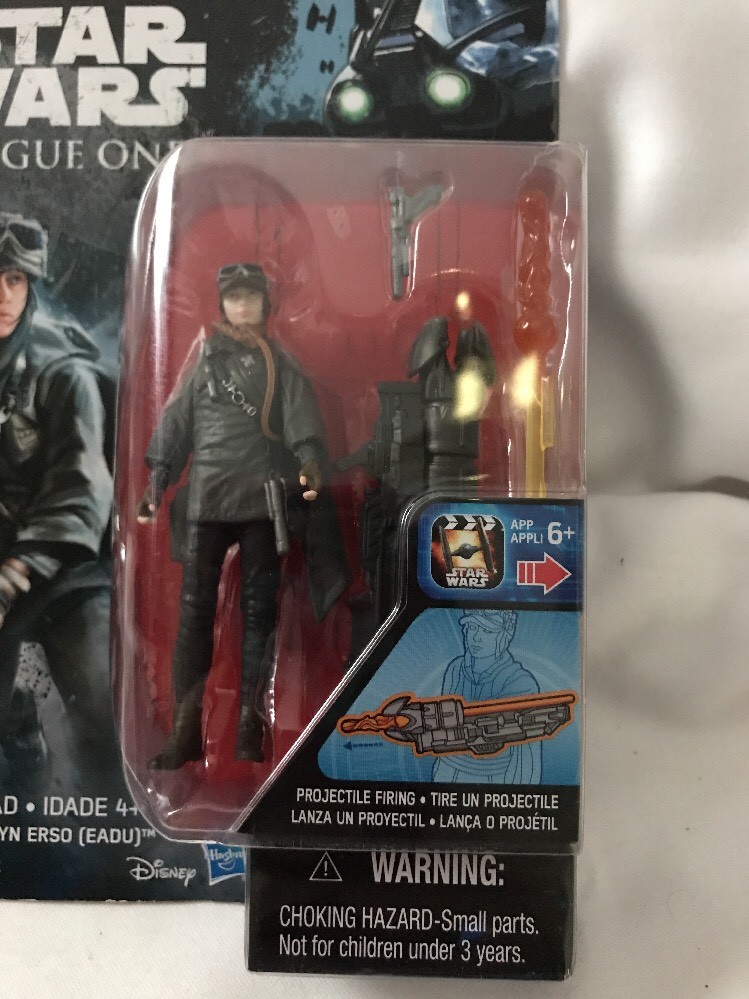 STAR
WARS
GUE ONE
APP
APPLI 6+
STAR
WARS
PROJECTILE FIRING • TIRE UN PROJECTILE
LANZA UN PROYECTIL • LANÇA O PROJÉTIL
AD • IDADE 4+
YN ERSO (EADU)™
Disney
Hasbro
WARNING:
CHOKING HAZARD-Small parts.
Not for children under 3 years.